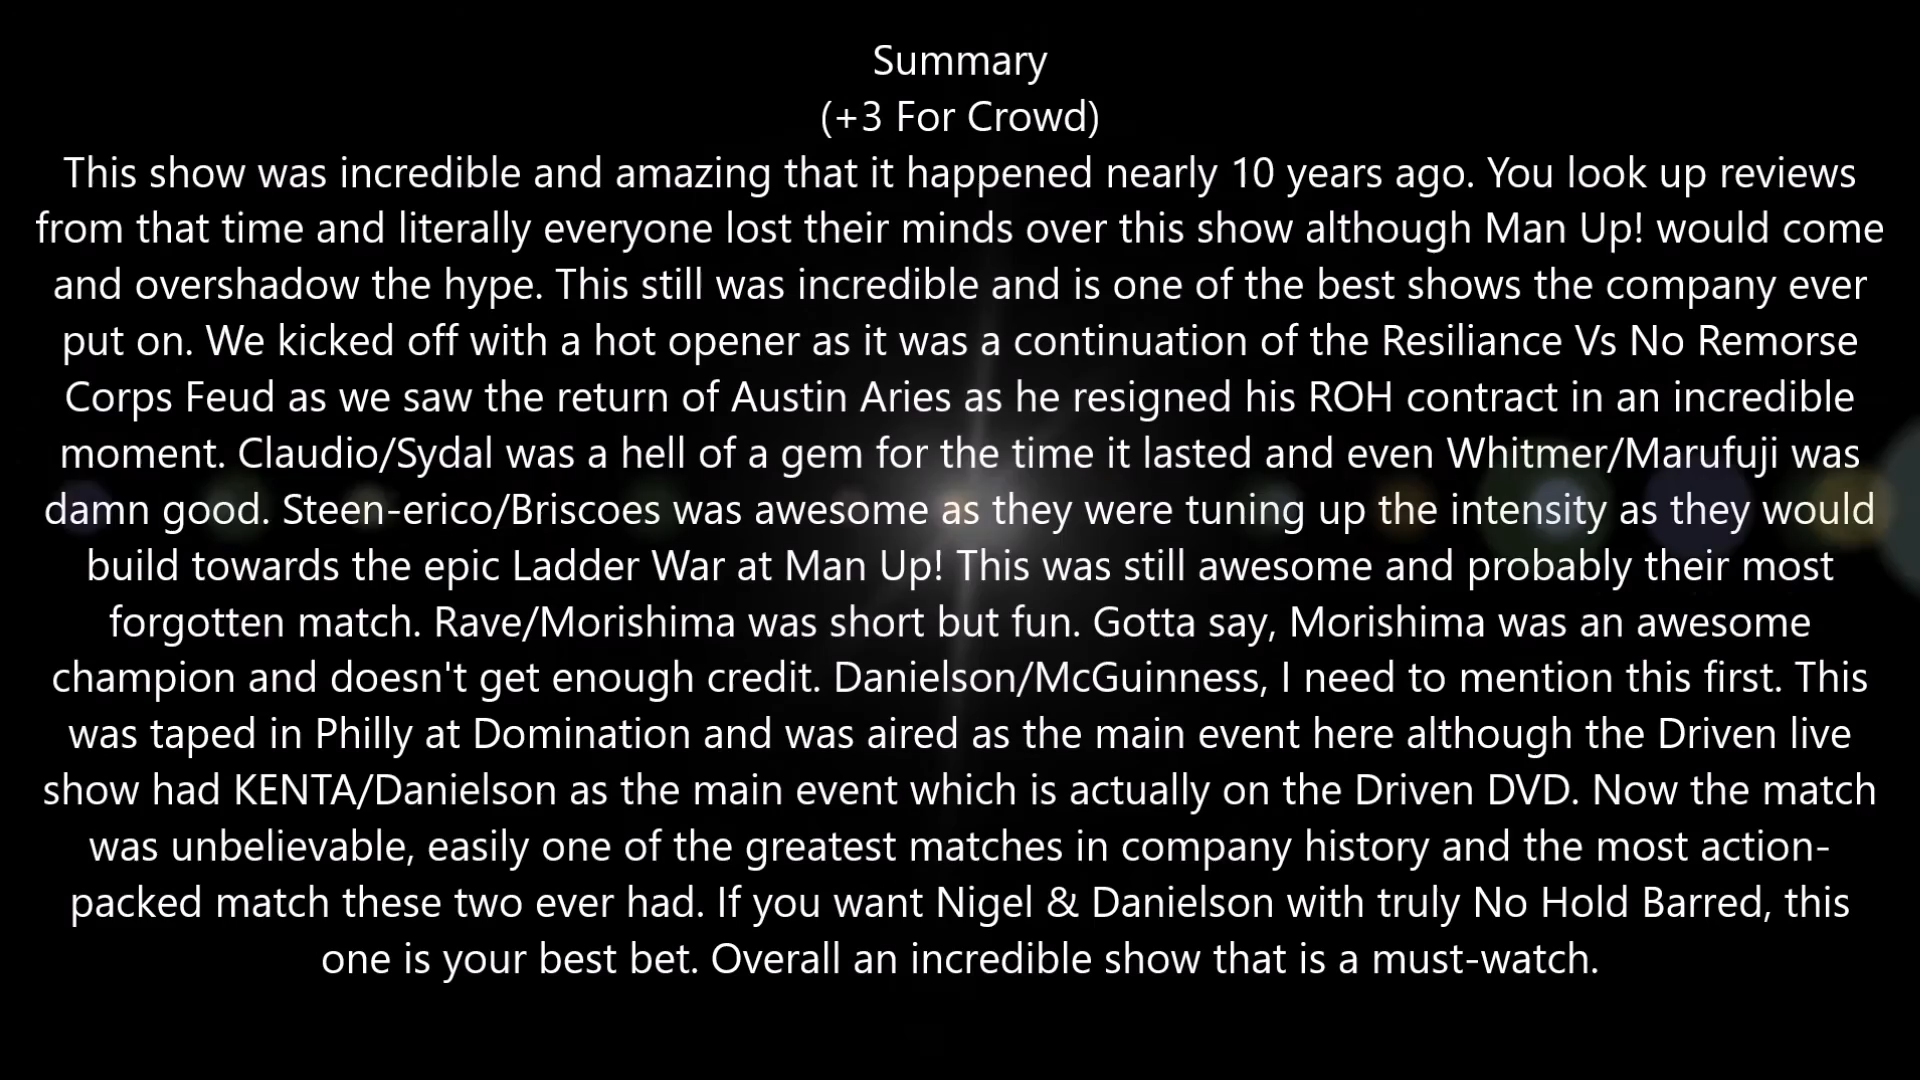 Summary
(+3 For Crowd)
This show was incredible and amazing that it happened nearly 10 years ago. You look up reviews
from that time and literally everyone lost their minds over this show although Man Up! would come
and overshadow the hype. This still was incredible and is one of the best shows the company ever
put on. We kicked off with a hot opener as it was a continuation of the Resiliance Vs No Remorse
Corps Feud as we saw the return of Austin Aries as he resigned his ROH contract in an incredible
moment. Claudio/Sydal was a hell of a gem for the time it lasted and even Whitmer/Marufuji was
damn good. Steen-erico/Briscoes was awesome as they were tuning up the intensity as they would
build towards the epic Ladder War at Man Up! This was still awesome and probably their most
forgotten match. Rave/Morishima was short but fun. Gotta say, Morishima was an awesome
champion and doesn't get enough credit. Danielson/McGuinness, I need to mention this first. This
was taped in Philly at Domination and was aired as the main event here although the Driven live
show had KENTA/Danielson as the main event which is actually on the Driven DVD. Now the match
was unbelievable, easily one of the greatest matches in company history and the most action-
packed match these two ever had. If you want Nigel & Danielson with truly No Hold Barred, this
one is your best bet. Overall an incredible show that is a must-watch.